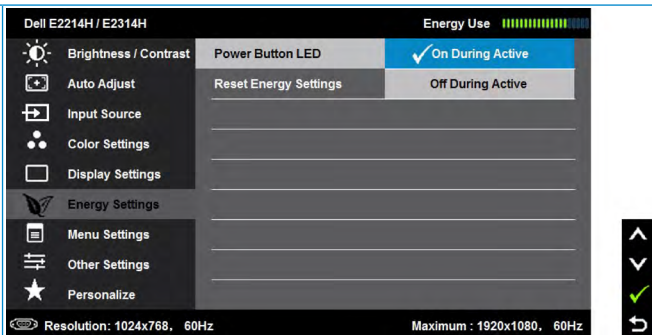 Dell E2214H / E2314H Energy Use
Brightness / Contrast Power Button LED On During Active
Auto Adjust Reset Energy Settings Off During Active
Input Source
Color Settings
Display Settings
Energy Settings
Menu Settings
Other Settings
Personalize
Resolution: 1024x768, 60Hz Maximum : 1920x1080, 60Hz